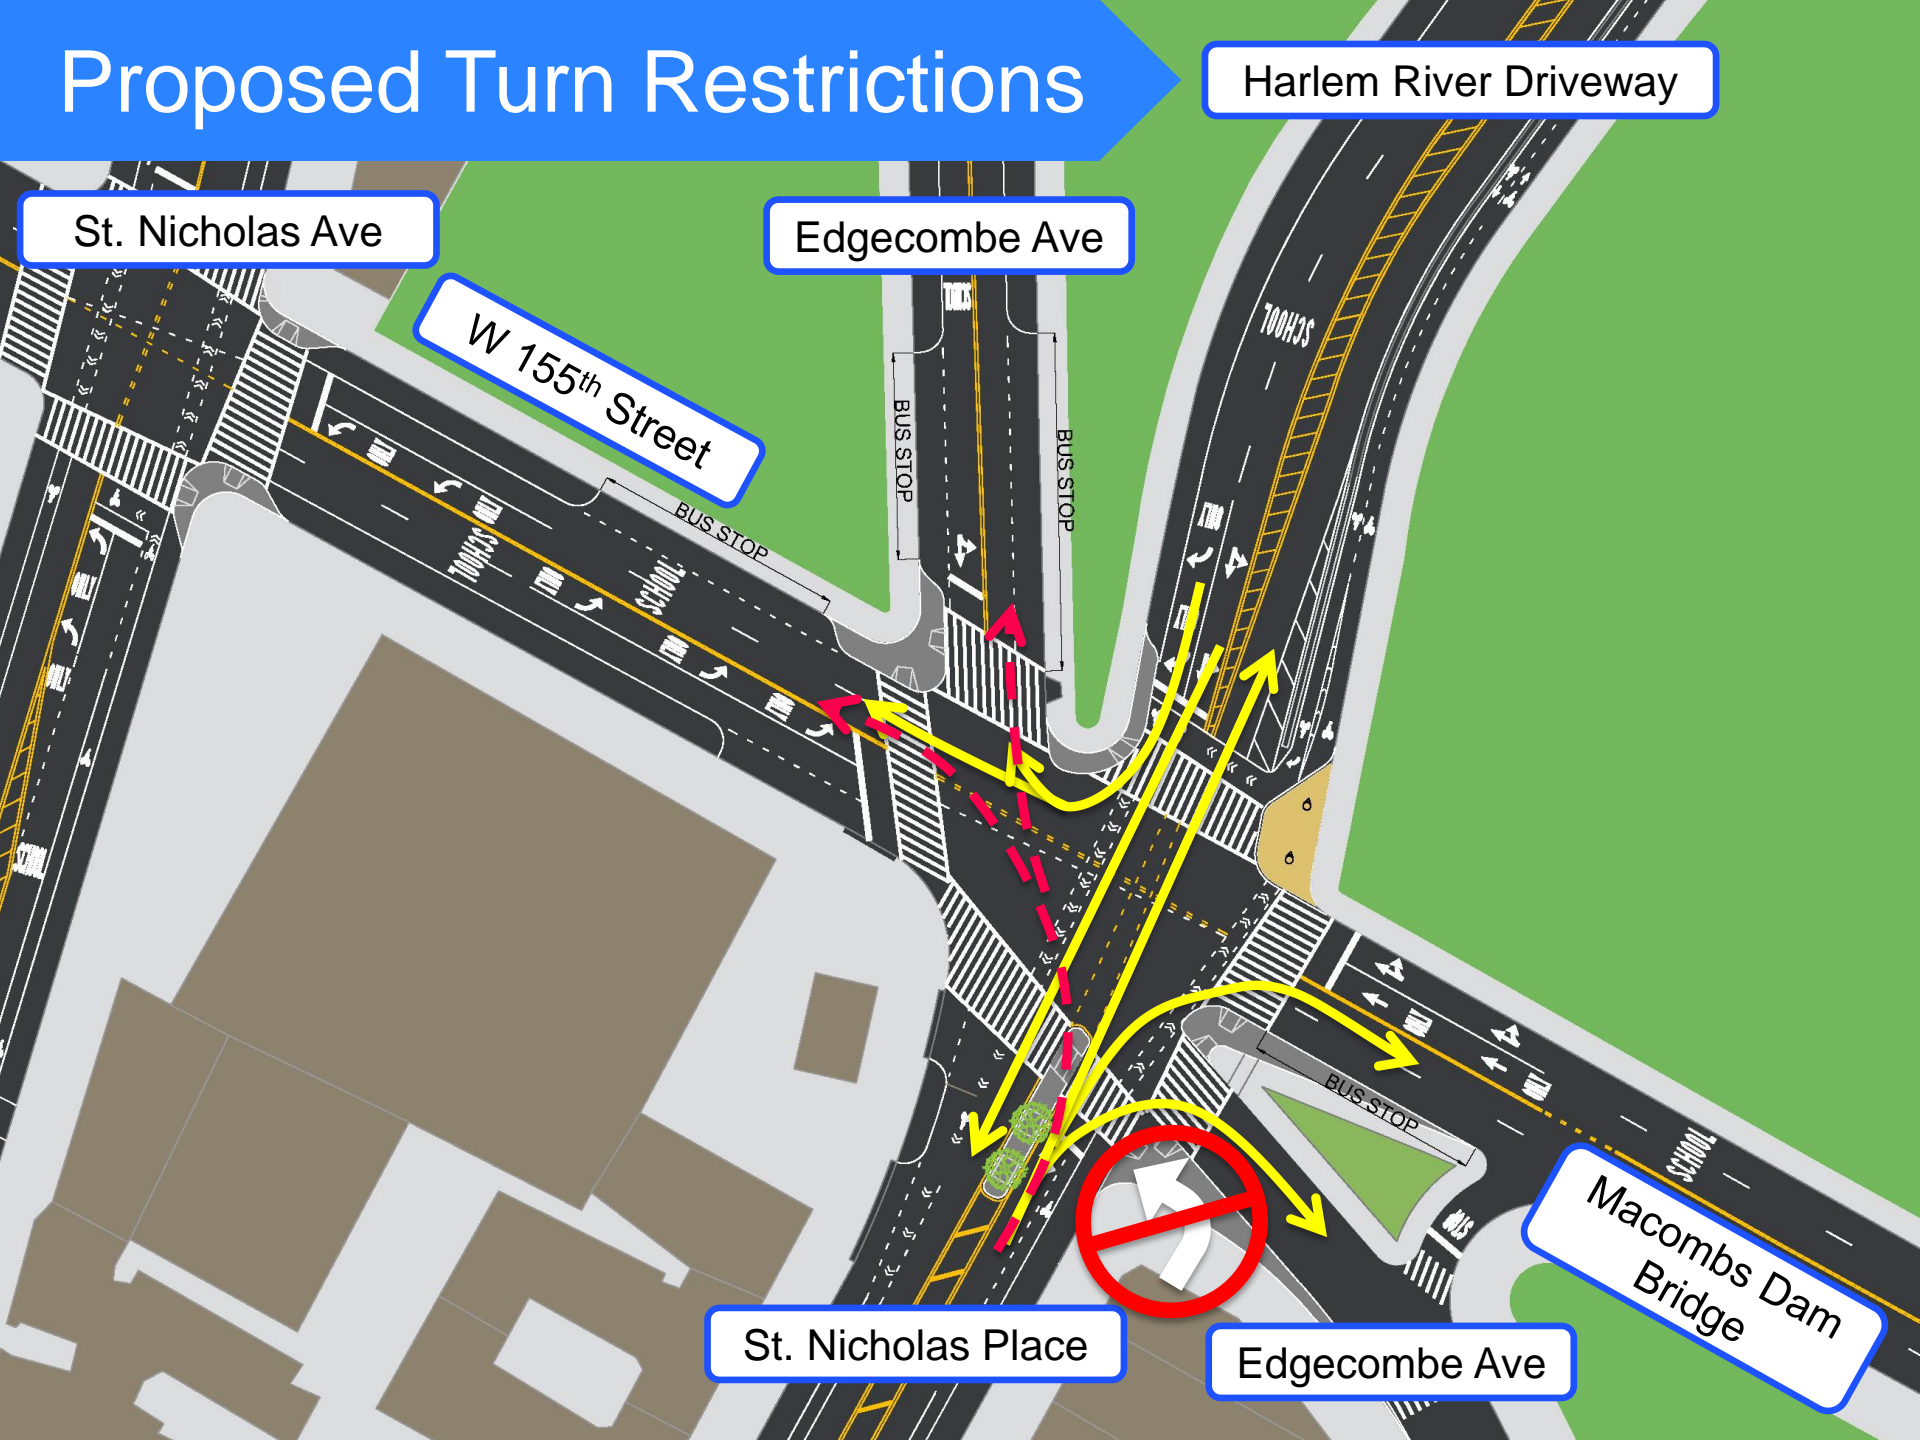 Proposed Turn Restrictions
Harlem River Driveway
St. Nicholas Ave
Edgecombe Ave
W 155th Street
SCHOOL
BUS STOP
BUS STOP
BUS STOP
SCHOOL
SCHOOL
BUS STOP
SCHOOL
STOP
Macombs Dam
Bridge
St. Nicholas Place
Edgecombe Ave